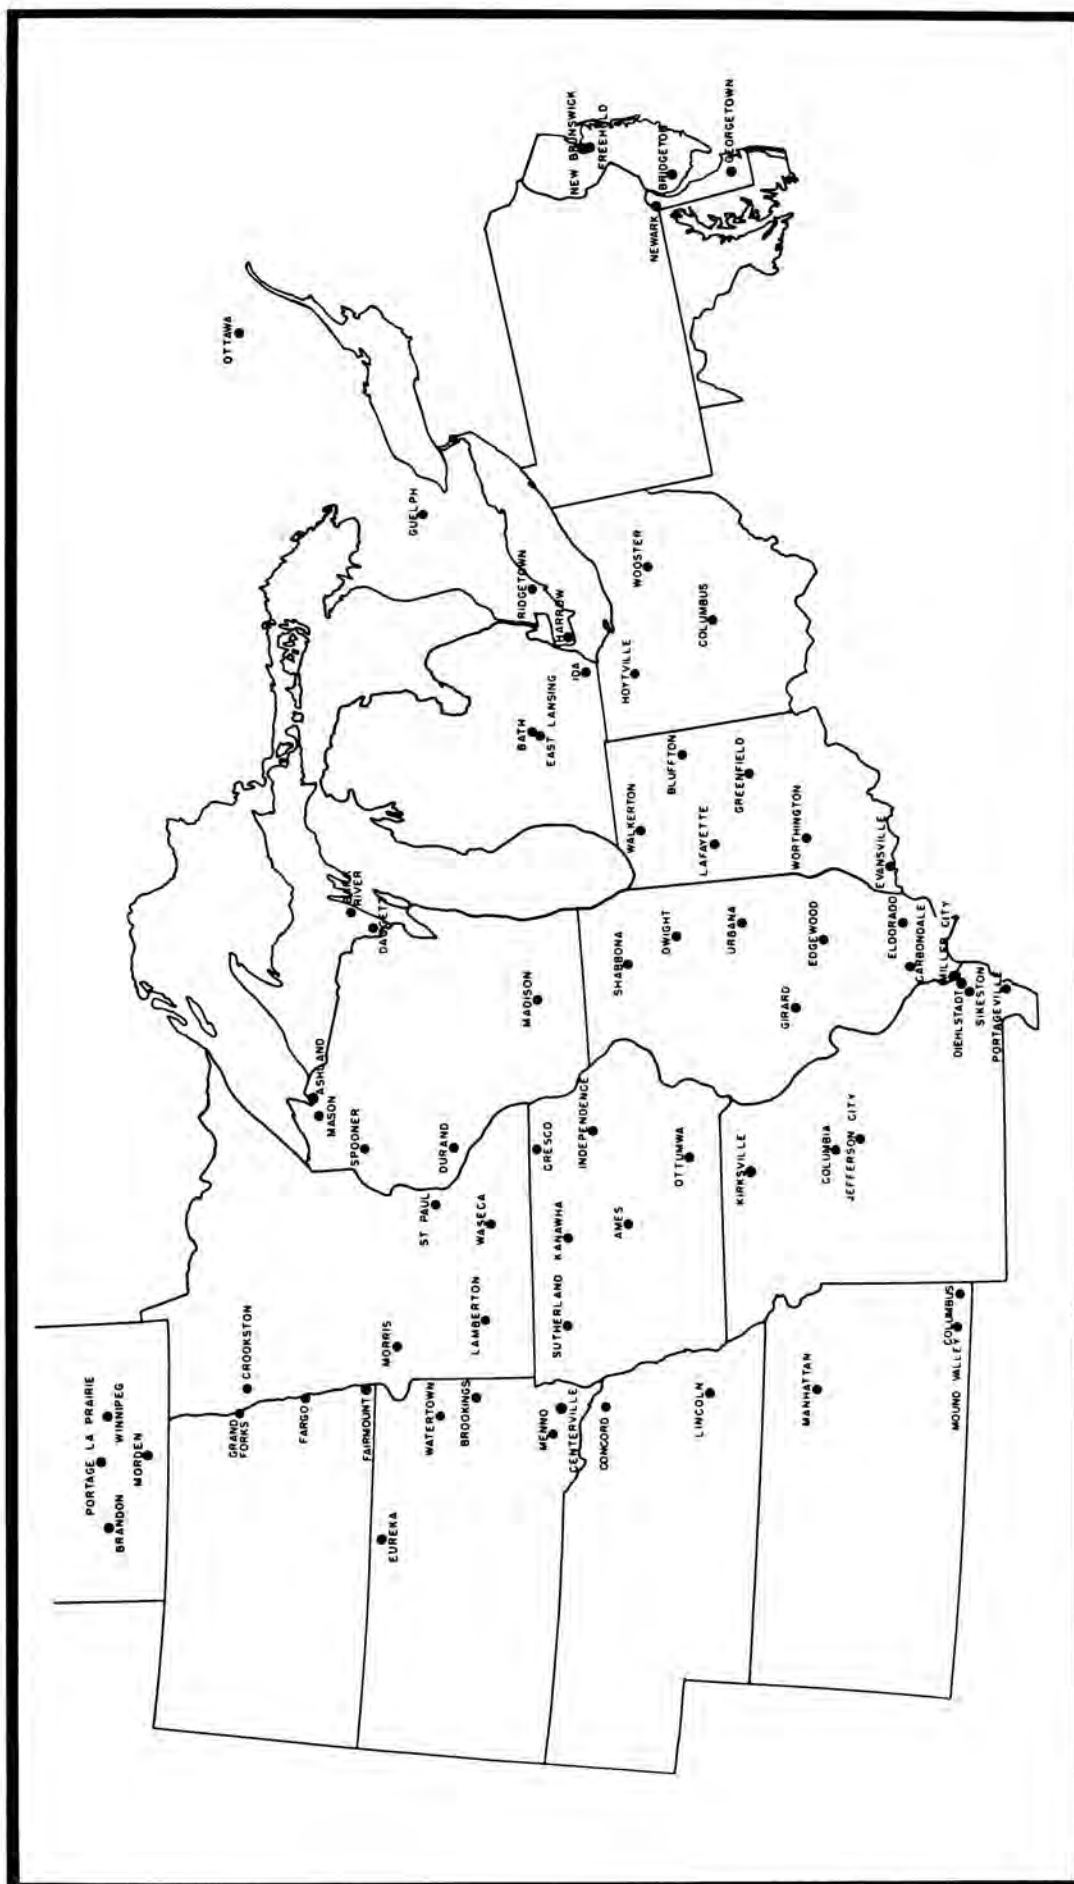 PORTAGE LA PRAIRIE
BRANDON
WINNIPEG
MORDEN
GRAND
FORKS
CROOKSTON
FARGO
FAIRMOUNT
EUREKA
WATERTOWN
BROOKINGS
MENNO
CENTERVILLE
CONCORD
LINCOLN
MANHATTAN
MOUND VALLEY
COLUMBUS
MORRIS
LAMBERTON
ST PAUL
WASECA
SUTHERLAND
KANAWHA
AMES
CRESCO
INDEPENDENCE
OTTUMWA
KIRKSVILLE
COLUMBIA
JEFFERSON CITY
ASHLAND
MASON
SPOONER
DURAND
MADISON
BARK
RIVER
DAGGETT
SHABBONA
DWIGHT
URBANA
GIRARD
EDGEWOOD
ELDORADO
CARBONDALE
MILLER CITY
DIEHLSTADT
SIKESTON
PORTAGEVILLE
WALKERTON
BLUFFTON
LAFAYETTE
GREENFIELD
WORTHINGTON
EVANSVILLE
BATH
EAST LANSING
IDA
HOYTVILLE
WOOSTER
COLUMBUS
OTTAWA
GUELPH
RIDGETOWN
HARROW
NEW BRUNSWICK
FREEHOLD
NEWARK
BRIDGETON
GEORGETOWN